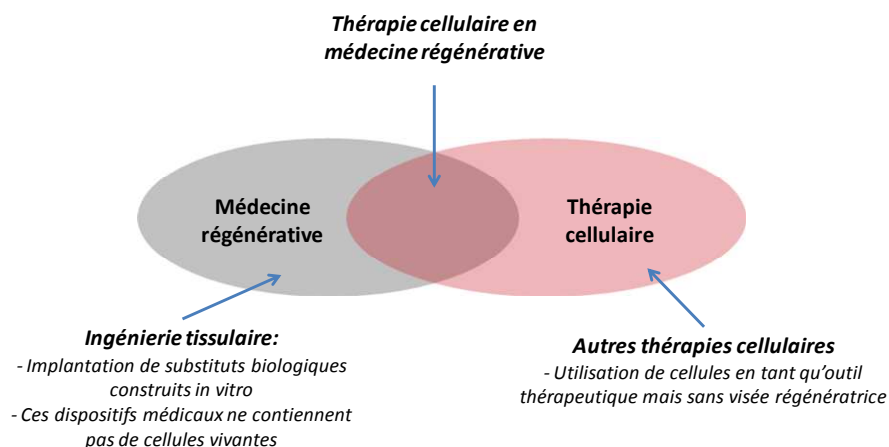 Thérapie cellulaire en
médecine régénérative
Médecine
régénérative
Thérapie
cellulaire
Ingénierie tissulaire:
- Implantation de substituts biologiques
construits in vitro
- Ces dispositifs médicaux ne contiennent
pas de cellules vivantes
Autres thérapies cellulaires
- Utilisation de cellules en tant qu’outil
thérapeutique mais sans visée régénératrice